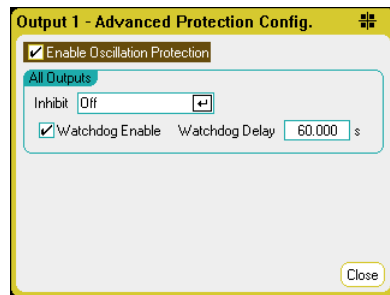 Output 1 - Advanced Protection Config.
Enable Oscillation Protection
All Outputs
Inhibit Off
Watchdog Enable Watchdog Delay 60.000 s
Close